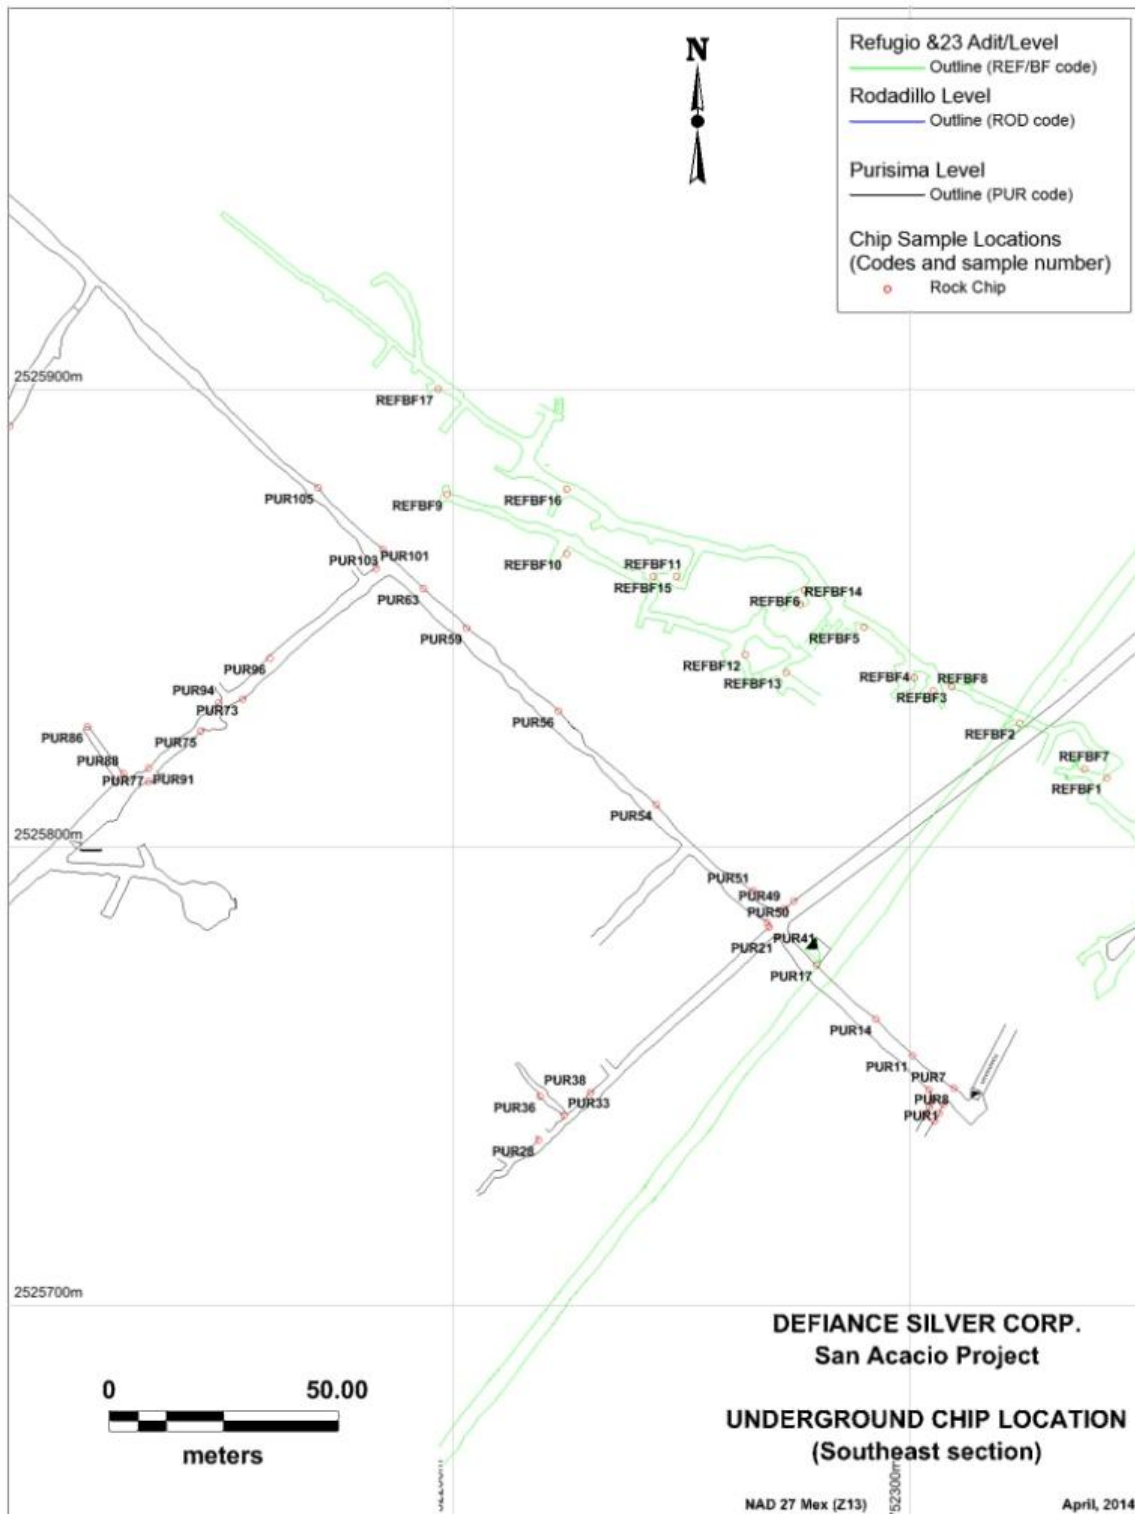 N
Refugio &23 Adit/Level
Outline (REF/BF code)
Rodadillo Level
Outline (ROD code)
Purisima Level
Outline (PUR code)
Chip Sample Locations
(Codes and sample number)
Rock Chip
2525900m
REFBF17
PUR105
REFBF9
REFBF16
PUR101
PUR103
REFBF10
REFBF11
REFBF15
PUR63
REFBF14
REFBF6
PUR59
REFBF5
PUR96
REFBF12
REFBF13
REFBF4
REFBF8
REFBF3
PUR94
PUR73
PUR86
PUR75
PUR56
REFBF2
PUR88
PUR77
PUR91
REFBF7
REFBF1
2525800m
PUR54
PUR51
PUR49
PUR50
PUR41
PUR21
PUR17
PUR14
PUR11
PUR7
PUR8
PUR1
PUR38
PUR36
PUR33
PUR28
2525700m
DEFIANCE SILVER CORP.
San Acacio Project
0 50.00
meters
UNDERGROUND CHIP LOCATION
(Southeast section)
752300m
NAD 27 Mex (Z13)
April, 2014